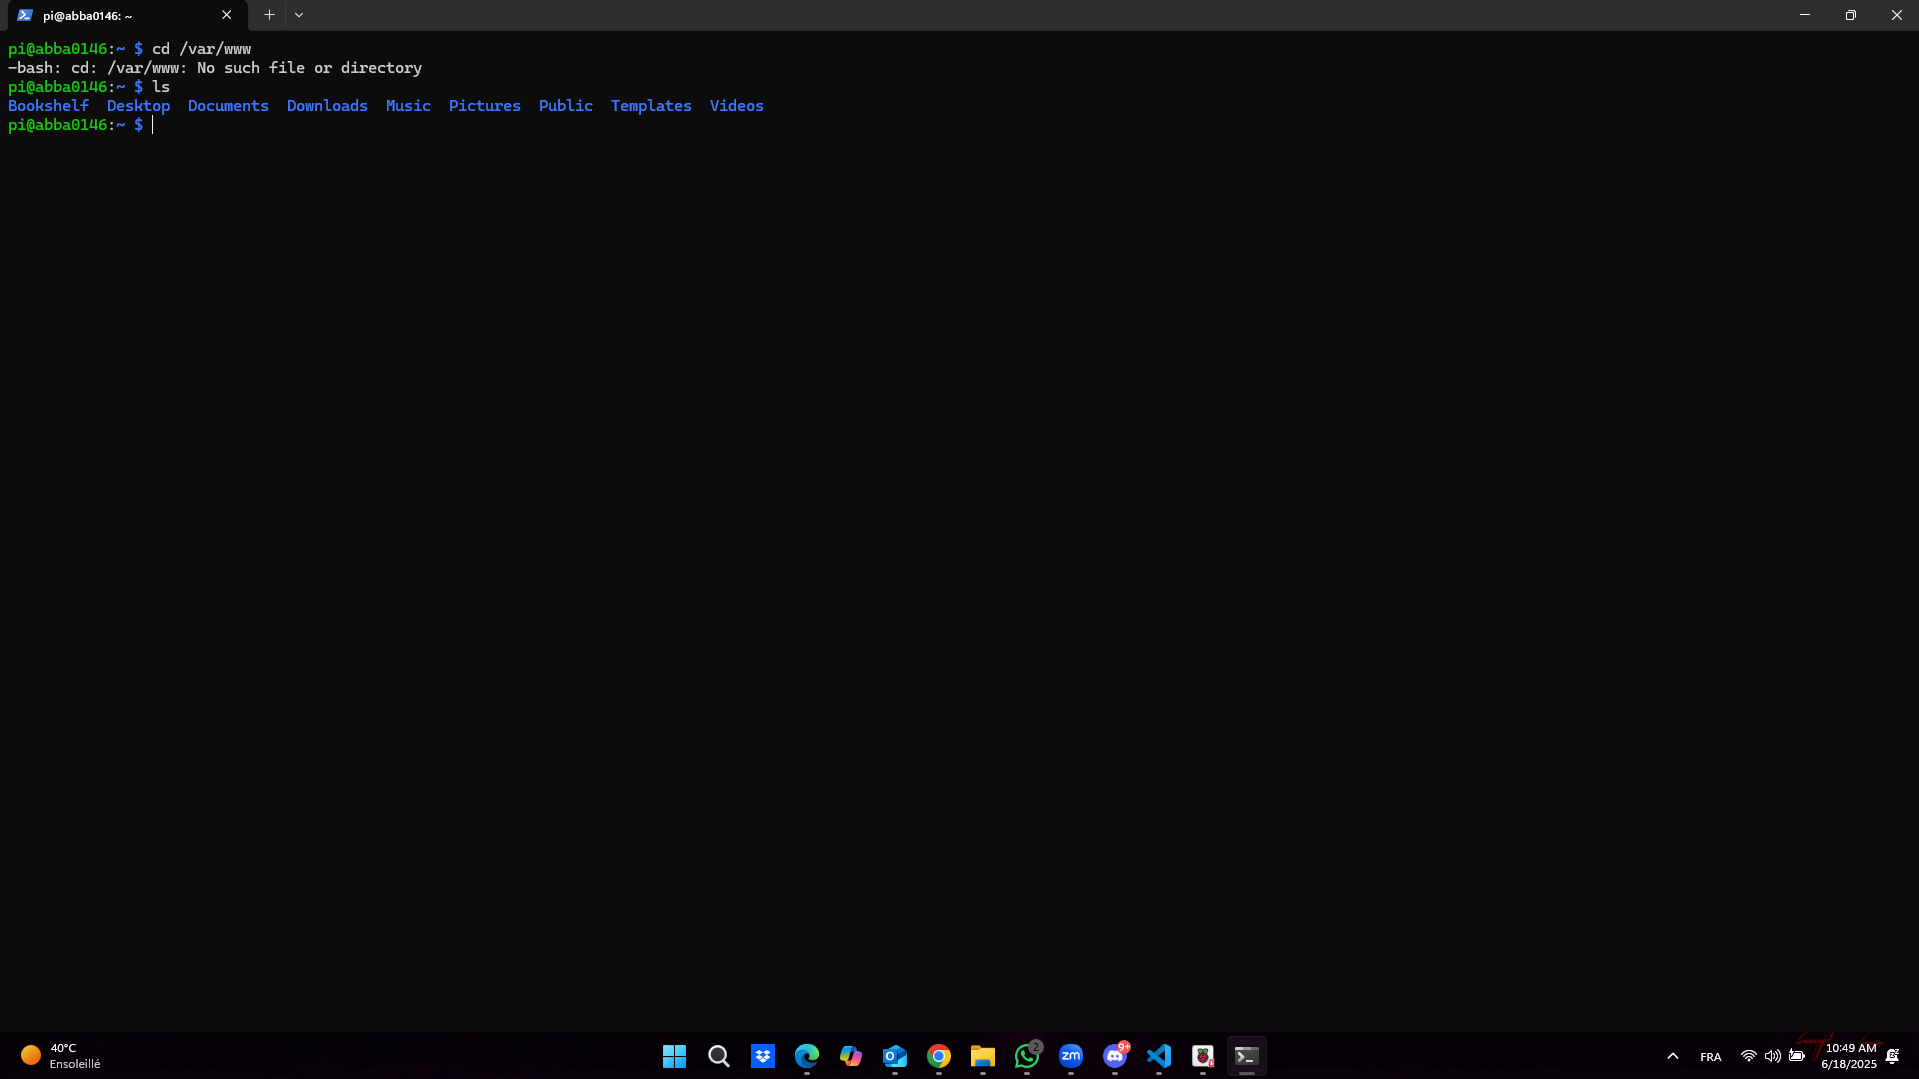 pi@abba0146: ~
pi@abba0146:~ $ cd /var/www
-bash: cd: /var/www: No such file or directory
pi@abba0146:~ $ ls
Bookshelf  Desktop  Documents  Downloads  Music  Pictures  Public  Templates  Videos
pi@abba0146:~ $
40°C
Ensoleillé
2
zm
9+
FRA
10:49 AM
6/18/2025